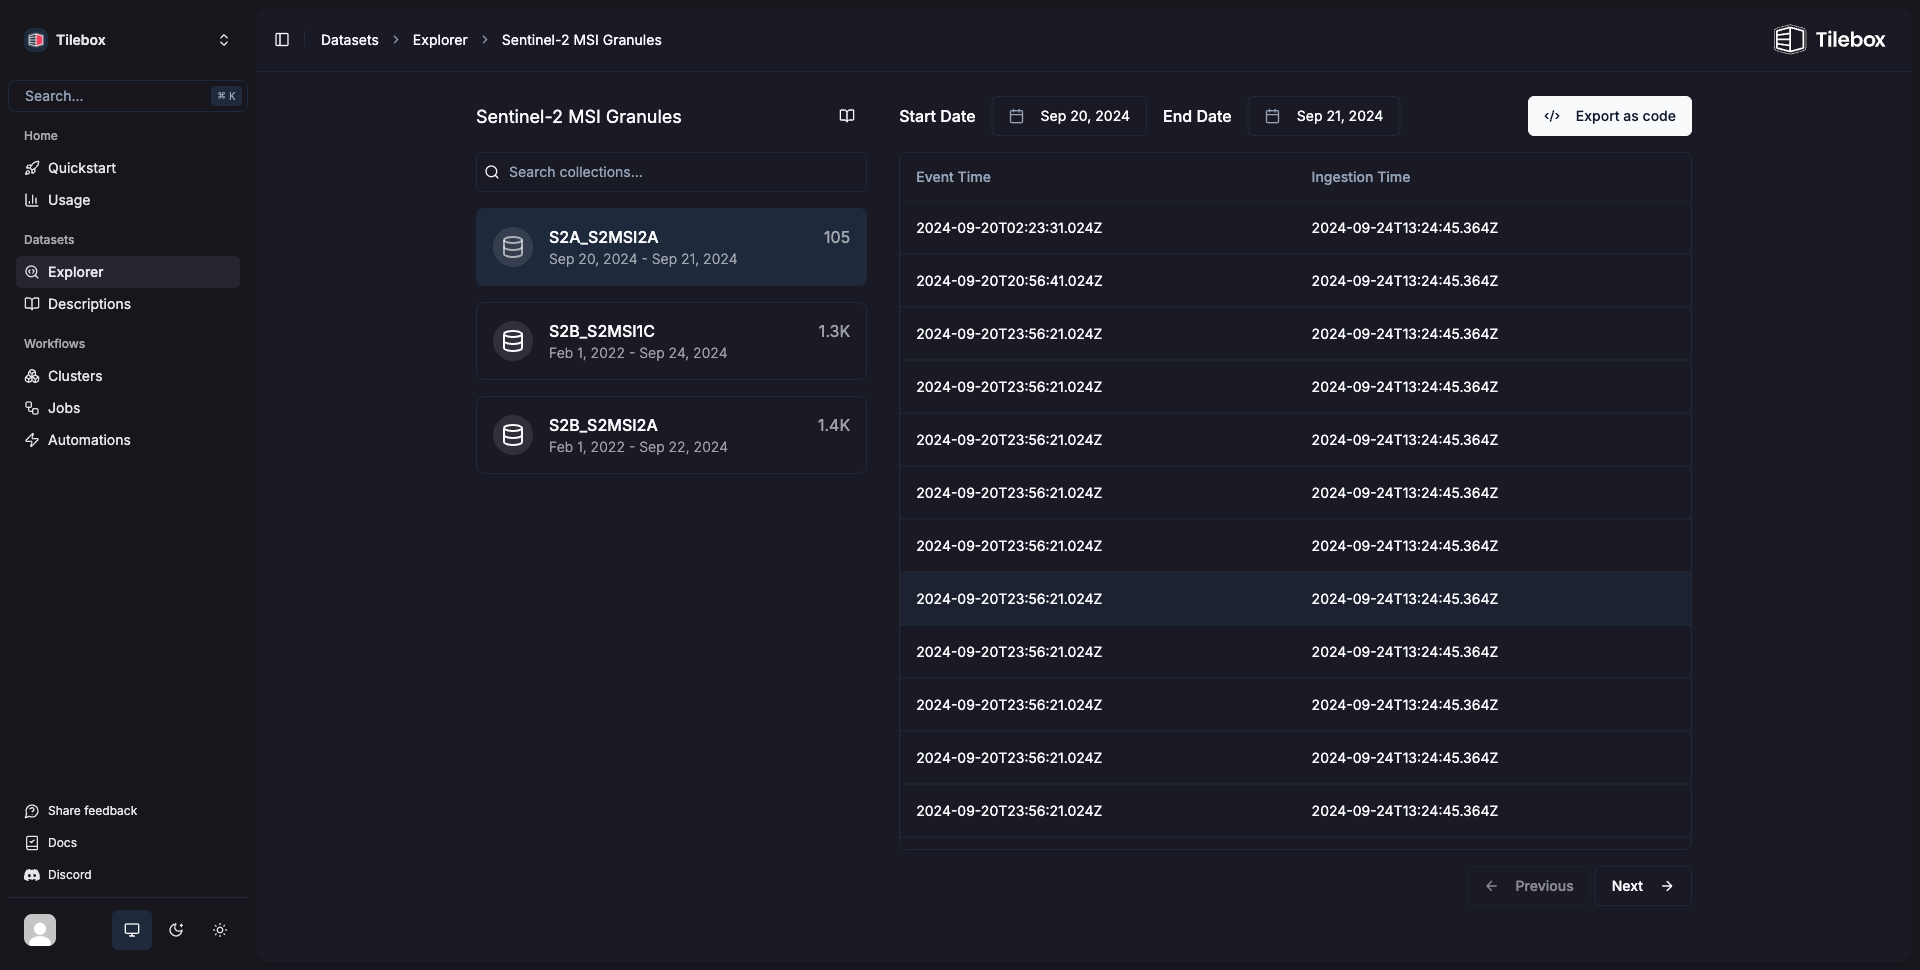 Tilebox
Search...
⌘ K
Home
Quickstart
Usage
Datasets
Explorer
Descriptions
Workflows
Clusters
Jobs
Automations
Share feedback
Docs
Discord
Datasets > Explorer > Sentinel-2 MSI Granules
Tilebox
Sentinel-2 MSI Granules
Search collections...
S2A_S2MSI2A 105
Sep 20, 2024 - Sep 21, 2024
S2B_S2MSI1C 1.3K
Feb 1, 2022 - Sep 24, 2024
S2B_S2MSI2A 1.4K
Feb 1, 2022 - Sep 22, 2024
Start Date Sep 20, 2024 End Date Sep 21, 2024 Export as code
Event Time Ingestion Time
2024-09-20T02:23:31.024Z 2024-09-24T13:24:45.364Z
2024-09-20T20:56:41.024Z 2024-09-24T13:24:45.364Z
2024-09-20T23:56:21.024Z 2024-09-24T13:24:45.364Z
2024-09-20T23:56:21.024Z 2024-09-24T13:24:45.364Z
2024-09-20T23:56:21.024Z 2024-09-24T13:24:45.364Z
2024-09-20T23:56:21.024Z 2024-09-24T13:24:45.364Z
2024-09-20T23:56:21.024Z 2024-09-24T13:24:45.364Z
2024-09-20T23:56:21.024Z 2024-09-24T13:24:45.364Z
2024-09-20T23:56:21.024Z 2024-09-24T13:24:45.364Z
2024-09-20T23:56:21.024Z 2024-09-24T13:24:45.364Z
2024-09-20T23:56:21.024Z 2024-09-24T13:24:45.364Z
2024-09-20T23:56:21.024Z 2024-09-24T13:24:45.364Z
Previous Next